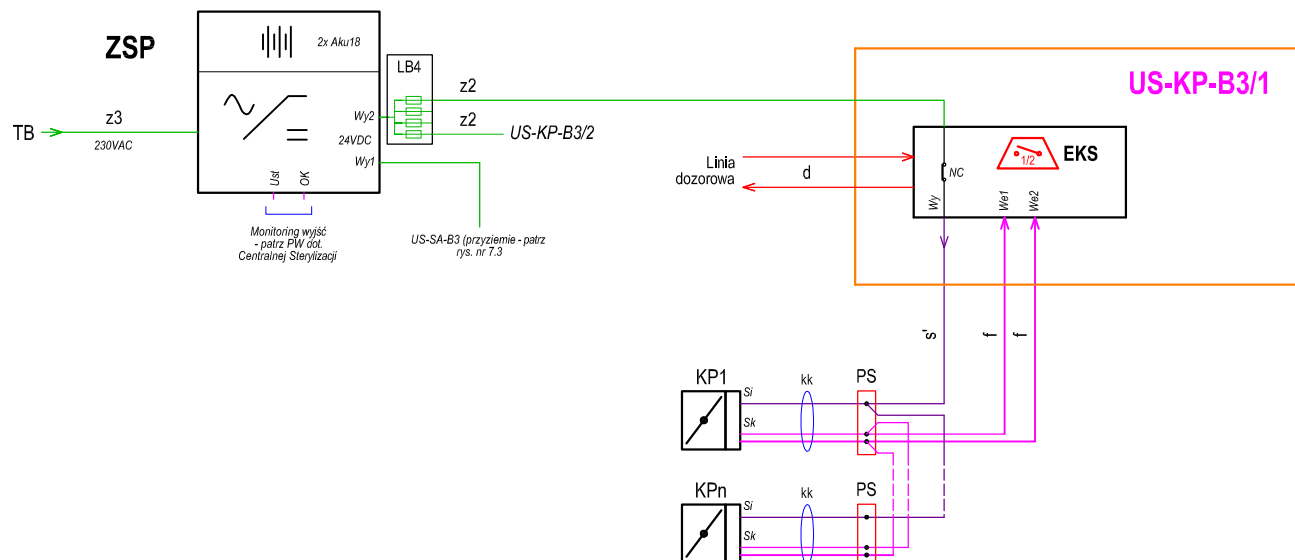 ZSP
2x Aku18
LB4
US-KP-B3/1
z2
Wy2
z2
US-KP-B3/2
TB
z3
230VAC
24VDC
Wy1
Ust
OK
Linia
dozorowa
d
1/2
EKS
NC
Wy
We1
We2
Monitoring wyjść
- patrz PW dot.
Centralnej Sterylizacji
US-SA-B3 (przyziemie - patrz
rys. nr 7.3
s'
f
f
KP1
kk
PS
Si
Sk
KPn
kk
PS
Si
Sk